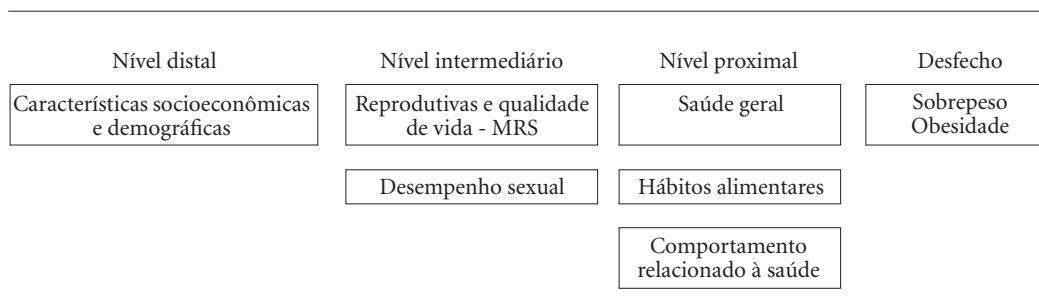 Nível distal
Características socioeconômicas
e demográficas
Nível intermediário
Reprodutivas e qualidade
de vida - MRS
Desempenho sexual
Nível proximal
Saúde geral
Hábitos alimentares
Comportamento
relacionado à saúde
Desfecho
Sobrepeso
Obesidade